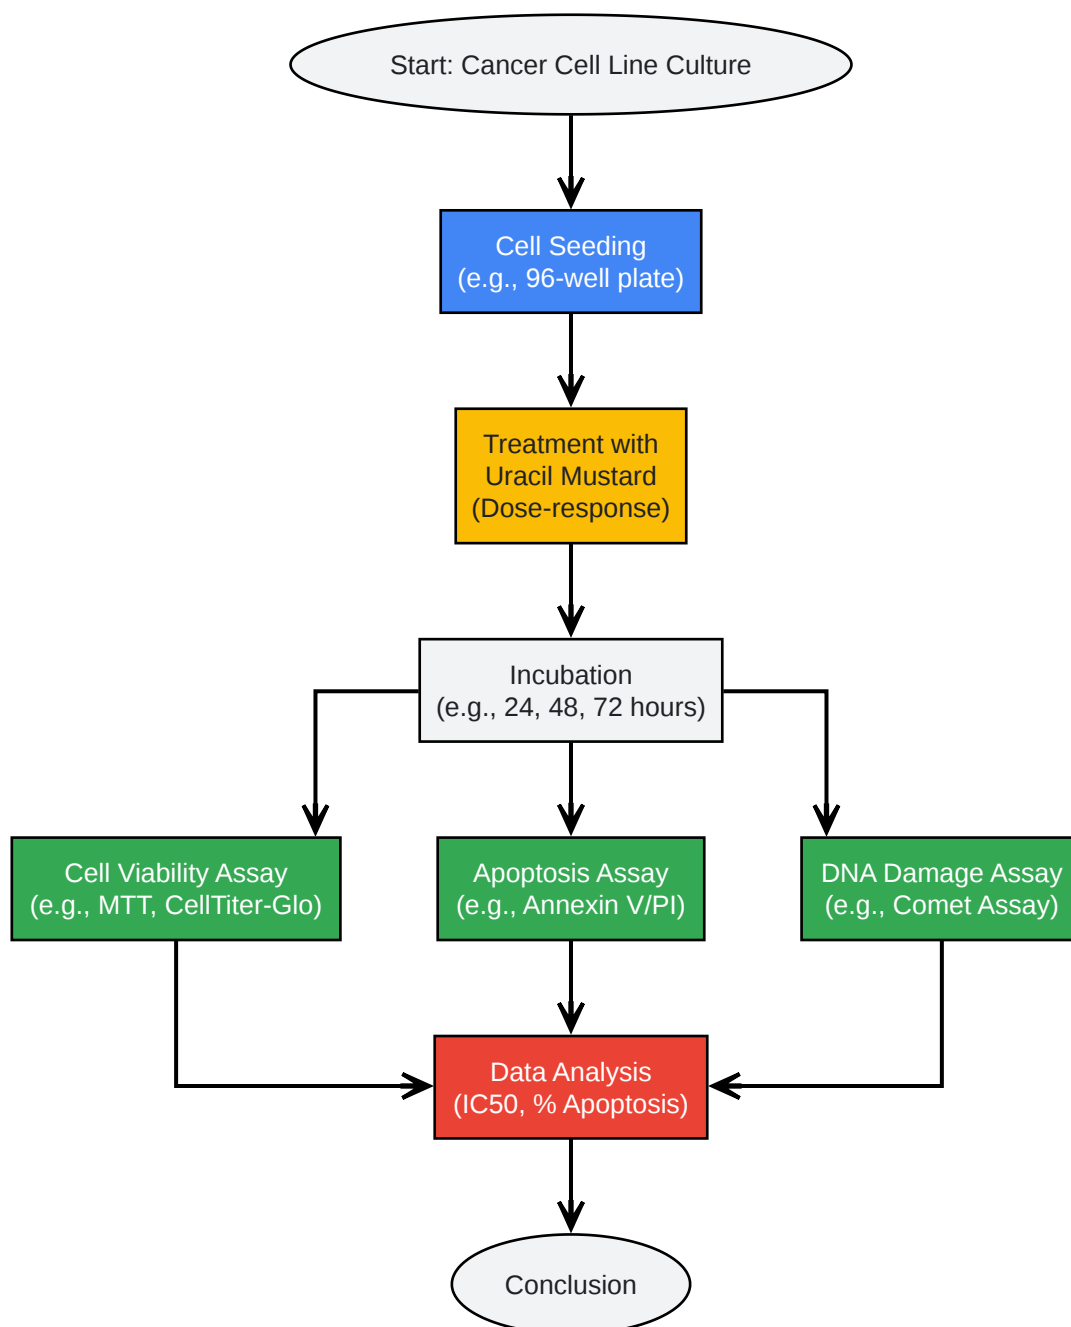 Start: Cancer Cell Line Culture
Cell Seeding
(e.g., 96-well plate)
Treatment with
Uracil Mustard
(Dose-response)
Incubation
(e.g., 24, 48, 72 hours)
Cell Viability Assay
(e.g., MTT, CellTiter-Glo)
Apoptosis Assay
(e.g., Annexin V/PI)
DNA Damage Assay
(e.g., Comet Assay)
Data Analysis
(IC50, % Apoptosis)
Conclusion